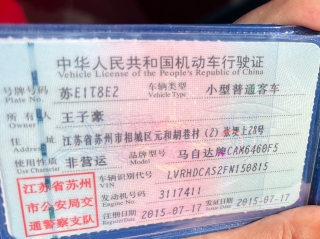 中华人民共和国机动车行驶证
Vehicle License of the People's Republic of China
号牌号码 苏E1T8E2 车辆类型 小型普通客车
Plate No. Vehicle Type
所有人 王子豪
Owner
住址 江苏省苏州市相城区元和胡巷村(2)张埂上28号
Address
使用性质 非营运 品牌型号 马自达牌CAM6460F5
Use Character Model
江苏省苏州 车辆识别代号 LVRHDCAS2FN150815
VIN
市公安局交 发动机号码 3117411
Engine No.
通警察支队 注册日期 2015-07-17 发证日期 2015-07-17
Register Date Issue Date